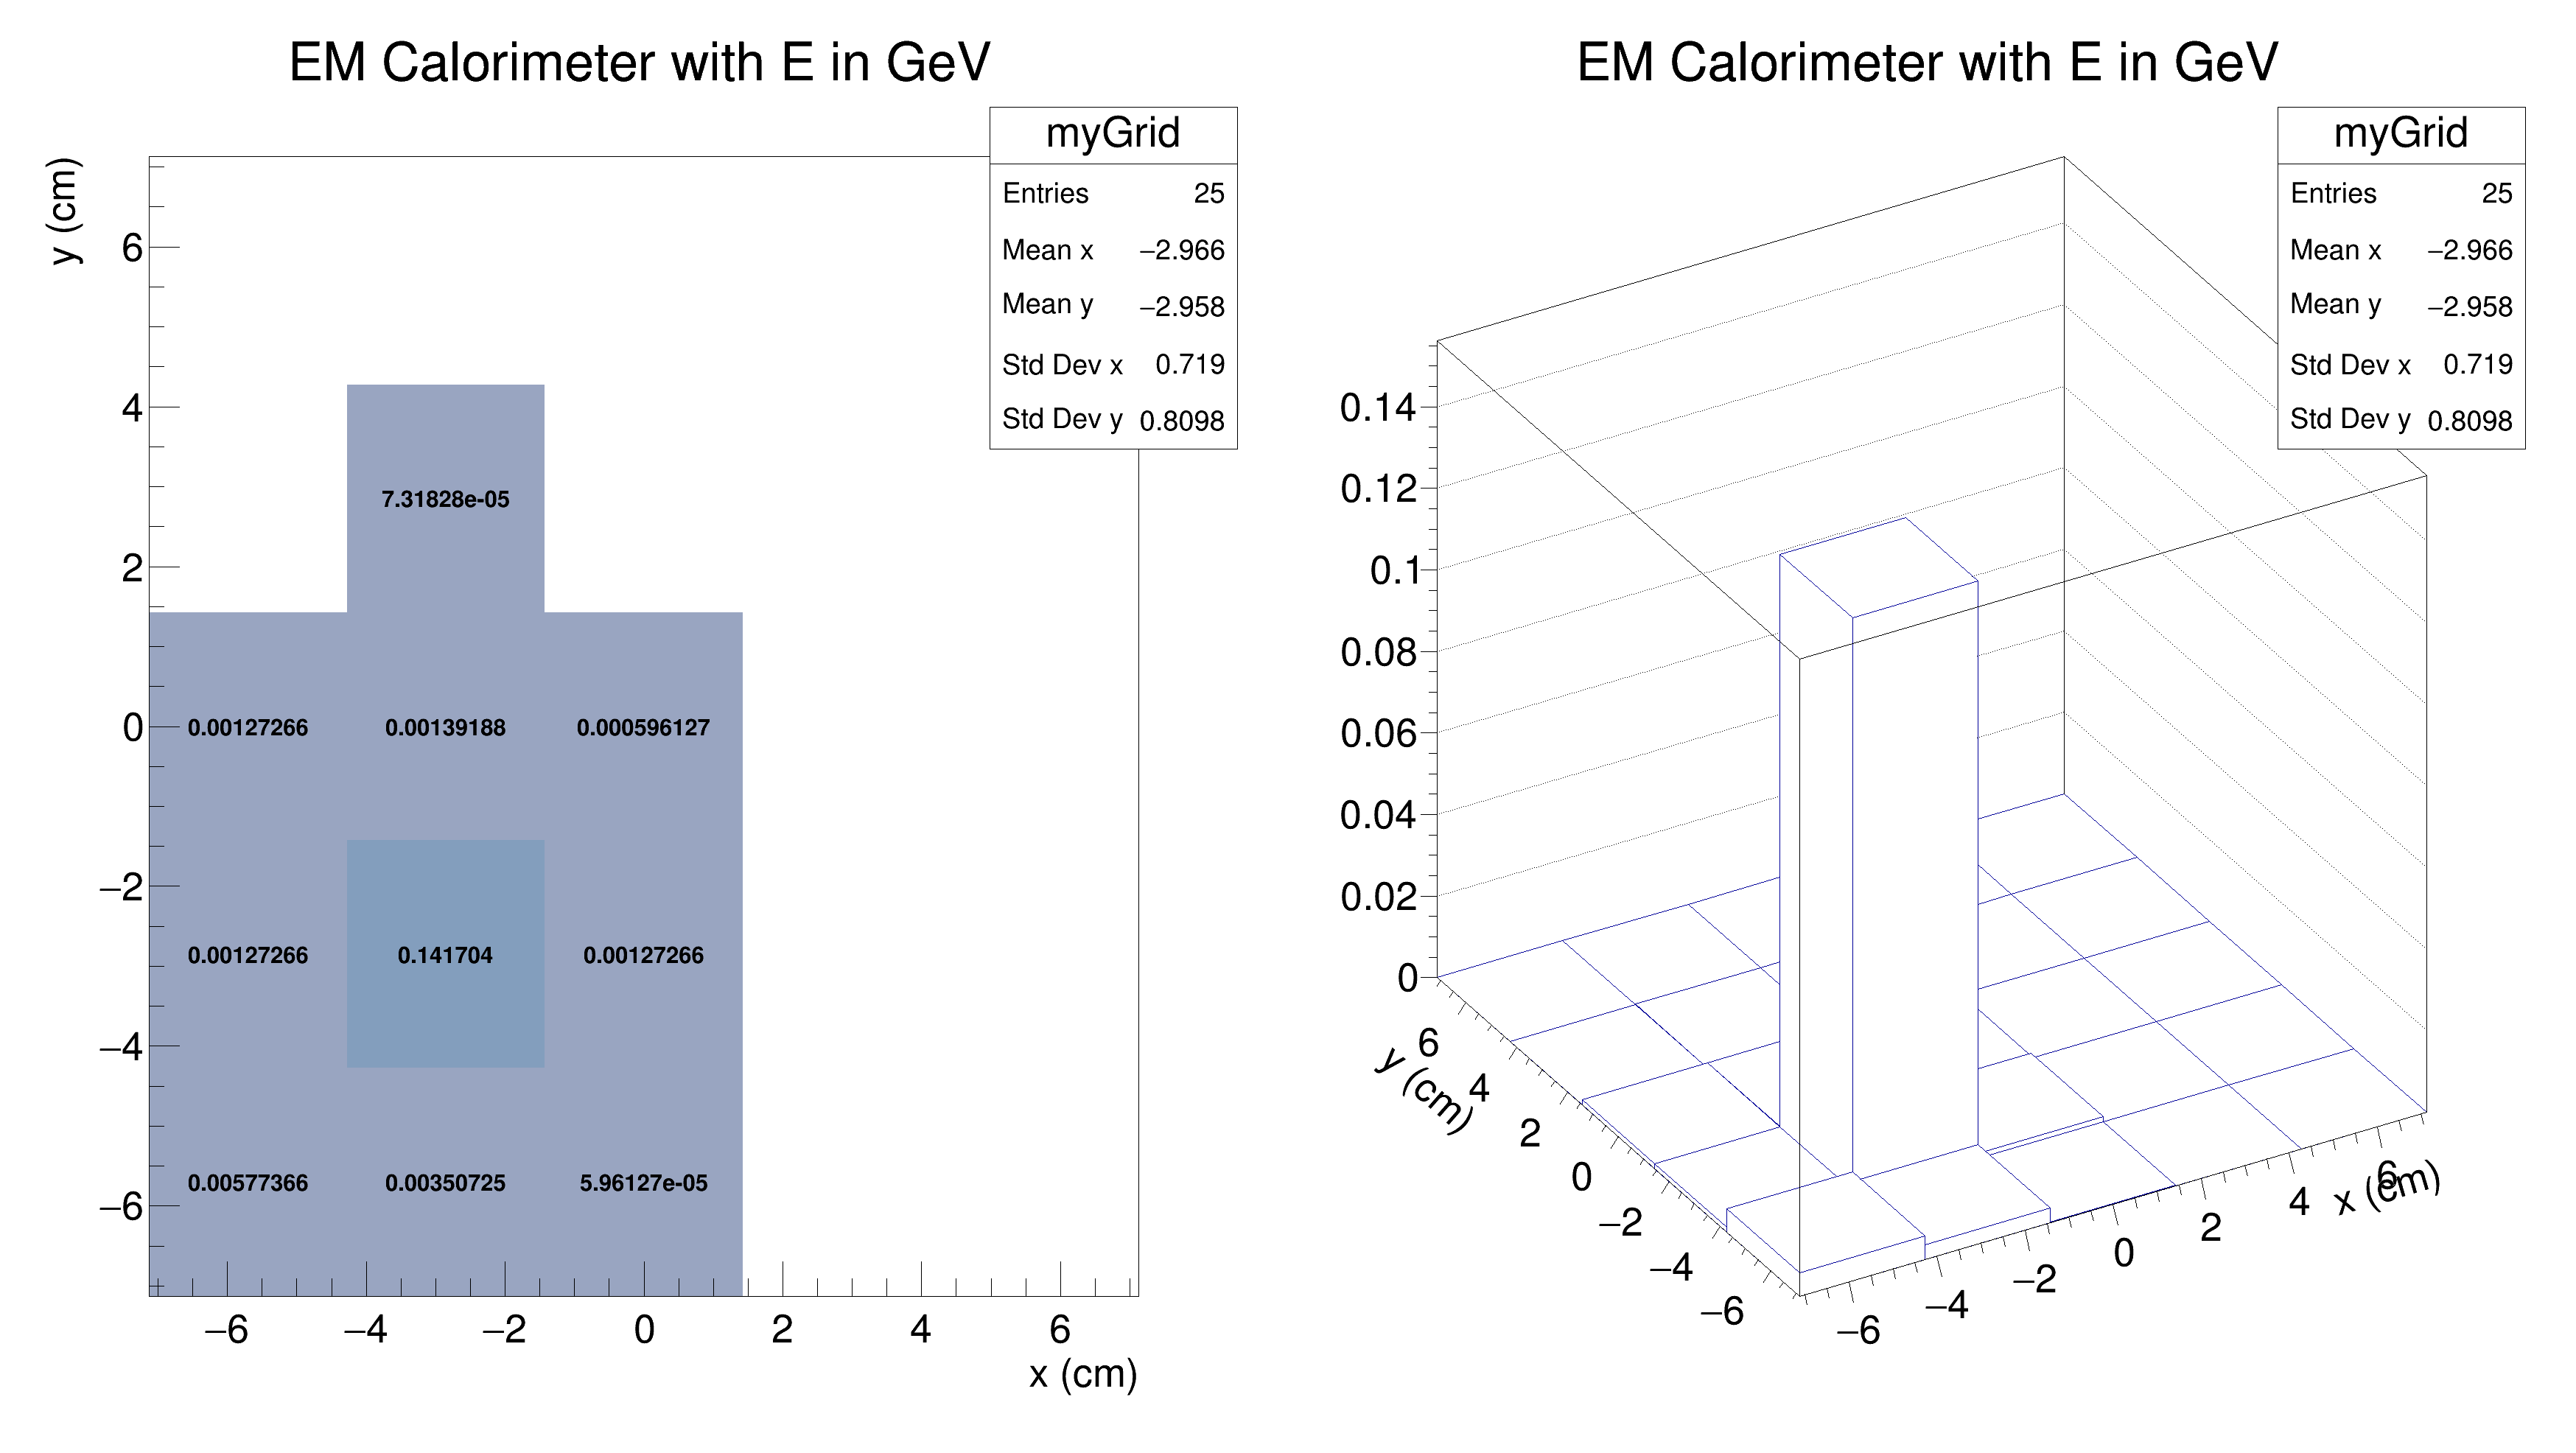 EM Calorimeter with E in GeV
myGrid
Entries 25
Mean x −2.966
Mean y −2.958
Std Dev x 0.719
Std Dev y 0.8098
y (cm)
6
4
2
0
−2
−4
−6
7.31828e-05
0.00127266 0.00139188 0.000596127
0.00127266 0.141704 0.00127266
0.00577366 0.00350725 5.96127e-05
−6 −4 −2 0 2 4 6
x (cm)
EM Calorimeter with E in GeV
myGrid
Entries 25
Mean x −2.966
Mean y −2.958
Std Dev x 0.719
Std Dev y 0.8098
0.14
0.12
0.1
0.08
0.06
0.04
0.02
0
y (cm)
6
4
2
0
−2
−4
−6
−6
−4
−2
0
2
4
6
x (cm)